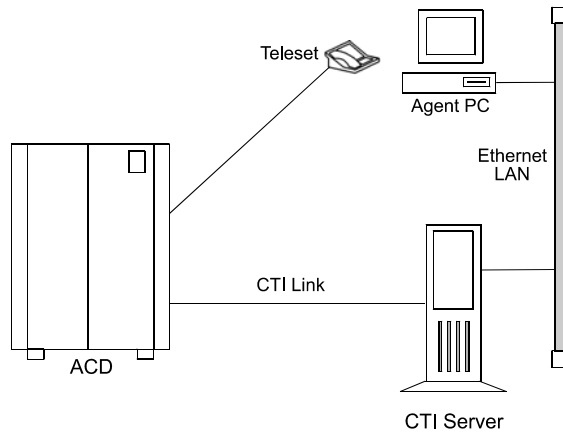 Teleset
Agent PC
Ethernet
LAN
CTI Link
ACD
CTI Server